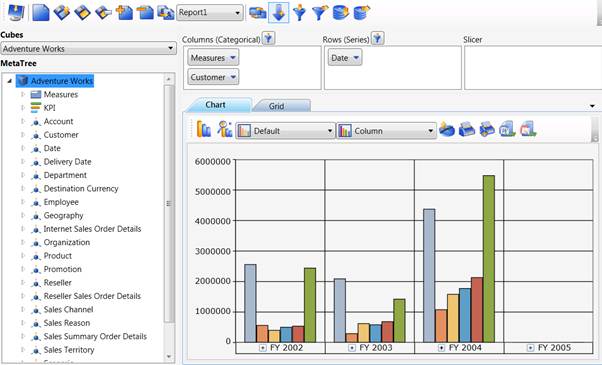 Report1
Cubes
Adventure Works
MetaTree
Adventure Works
Measures
KPI
Account
Customer
Date
Delivery Date
Department
Destination Currency
Employee
Geography
Internet Sales Order Details
Organization
Product
Promotion
Reseller
Reseller Sales Order Details
Sales Channel
Sales Reason
Sales Summary Order Details
Sales Territory
Columns (Categorical)
Measures
Customer
Rows (Series)
Date
Slicer
Chart
Grid
Default
Column
6000000
5000000
4000000
3000000
2000000
1000000
0
FY 2002
FY 2003
FY 2004
FY 2005